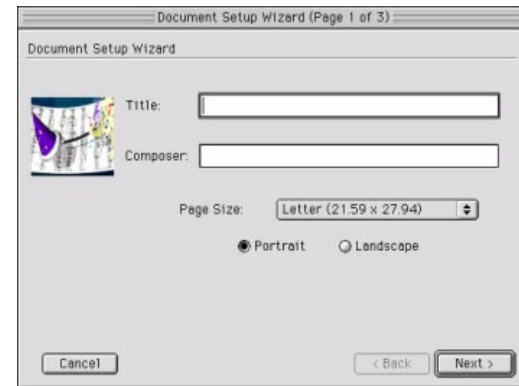 Document Setup Wizard (Page 1 of 3)
Document Setup Wizard
Title:
Composer:
Page Size: Letter (21.59 x 27.94)
Portrait Landscape
Cancel < Back Next >